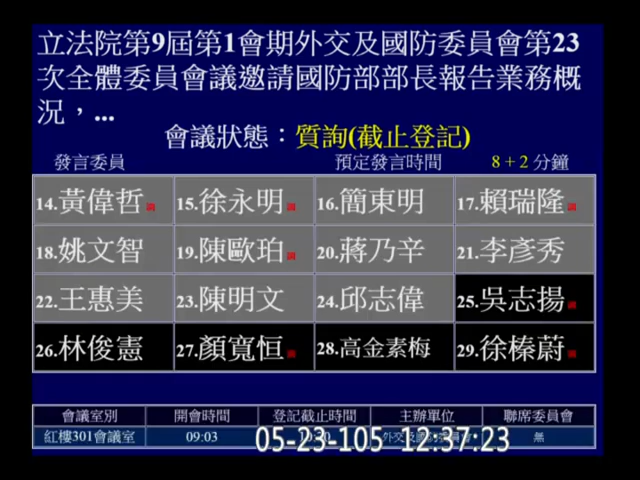 立法院第9屆第1會期外交及國防委員會第23
次全體委員會議邀請國防部部長報告業務概
況，...
會議狀態：質詢(截止登記)
發言委員 預定發言時間 8 + 2 分鐘
14.黃偉哲 15.徐永明 16.簡東明 17.賴瑞隆
18.姚文智 19.陳歐珀 20.蔣乃辛 21.李彥秀
22.王惠美 23.陳明文 24.邱志偉 25.吳志揚
26.林俊憲 27.顏寬恒 28.高金素梅 29.徐榛蔚
會議室別 開會時間 登記截止時間 主辦單位 聯席委員會
紅樓301會議室 09:03 外交及國防委員會 無
05-23-105 12:37:23